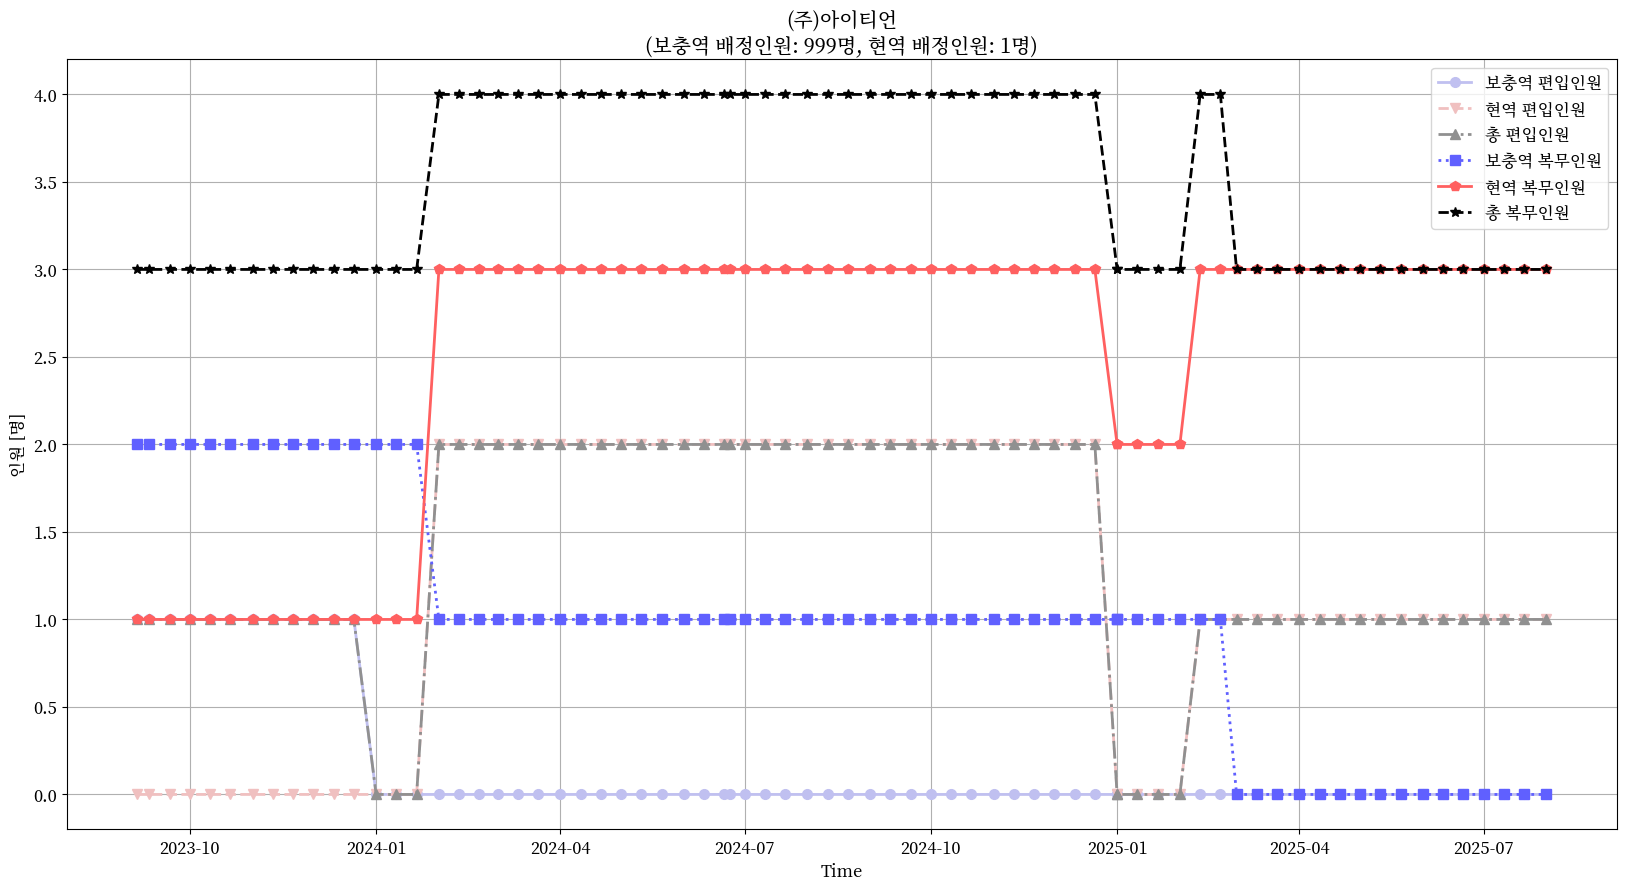 (주)아이티언
(보충역 배정인원: 999명, 현역 배정인원: 1명)
보충역 편입인원
현역 편입인원
총 편입인원
보충역 복무인원
현역 복무인원
총 복무인원
인원 [명]
4.0
3.5
3.0
2.5
2.0
1.5
1.0
0.5
0.0
2023-10
2024-01
2024-04
2024-07
2024-10
2025-01
2025-04
2025-07
Time